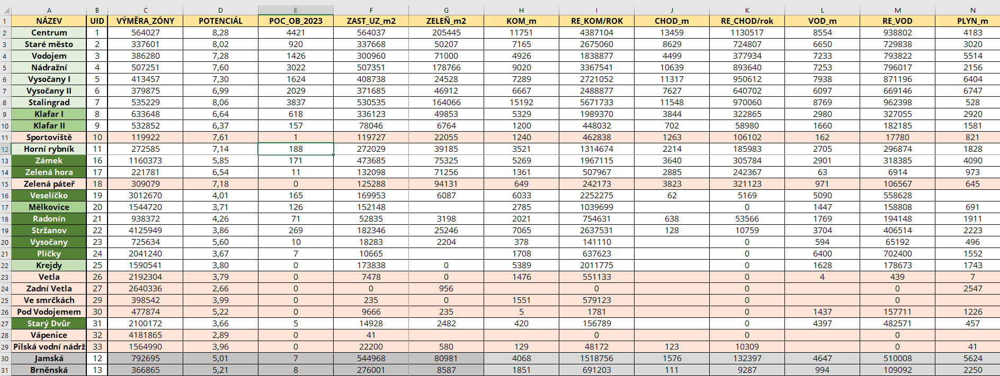 A B C D E F G H I J K L M N
1 NÁZEV UID VÝMĚRA_ZÓNY POTENCIÁL POC_OB_2023 ZAST_UZ_m2 ZELEŇ_m2 KOM_m RE_KOM/ROK CHOD_m RE_CHOD/rok VOD_m RE_VOD PLYN_m
2 Centrum 1 564027 8,28 4421 564037 205445 11751 4387104 13459 1130517 8554 938802 4183
3 Staré město 2 337601 8,02 920 337668 50207 7165 2675060 8629 724807 6650 729838 3020
4 Vodojem 3 386280 7,28 1426 300960 71000 4926 1838877 4499 377934 7233 793822 5514
5 Nádražní 4 507251 7,60 3022 507351 178766 9020 3367541 10639 893640 7253 796017 2156
6 Vysočany I 5 413457 7,30 1624 408738 24528 7289 2721052 11317 950612 7938 871196 6404
7 Vysočany II 6 379875 6,99 2029 371685 46912 6667 2488877 7627 640702 6097 669146 6747
8 Stalingrad 7 535229 8,06 3837 530535 164066 15192 5671733 11548 970060 8769 962398 528
9 Klafar I 8 633648 6,64 618 336123 49853 5329 1989370 3844 322865 2980 327055 2920
10 Klafar II 9 532852 6,37 157 78046 6764 1200 448032 702 58980 1660 182185 1581
11 Sportoviště 10 119922 7,61 1 119727 22055 1240 462838 1263 106102 162 17780 821
12 Horní rybník 11 272585 7,14 188 272029 39185 3521 1314674 2214 185983 2705 296874 1828
13 Zámek 16 1160373 5,85 171 473685 75325 5269 1967115 3640 305784 2901 318385 4090
14 Zelená hora 17 221781 6,54 11 132098 71256 1361 507967 2885 242367 63 6914 973
15 Zelená páteř 18 309079 7,18 0 125288 94131 649 242173 3823 321123 971 106567 645
16 Veselíčko 19 3012670 4,01 165 169953 6087 6033 2252275 62 5169 5090 558628
17 Mělkovice 20 1544720 3,71 126 152148 2785 1039699 0 1447 158808 691
18 Radonín 21 938372 4,26 71 52835 3198 2021 754631 638 53566 1769 194148 1911
19 Stržanov 22 4125949 3,86 269 182346 25246 7065 2637531 128 10759 3704 406514 2223
20 Vysočany 23 725634 5,60 10 18283 2204 378 141110 0 594 65192 496
21 Plíčky 24 2041240 3,67 7 10665 1708 637623 0 6400 702400 1552
22 Krejdy 25 1590541 3,80 0 173838 0 5389 2011775 0 1628 178673 1743
23 Vetla 26 2192304 3,79 0 7478 0 1476 551133 0 4 439 7
24 Zadní Vetla 27 2640336 2,66 0 0 956 0 0 0 2547
25 Ve smrčkách 29 398542 3,99 0 235 0 1551 579123 0 0
26 Pod Vodojemem 30 477874 5,22 0 9666 235 5 1781 0 1437 157711 1226
27 Starý Dvůr 31 2100172 3,66 5 14928 2482 420 156789 0 4397 482571 457
28 Vápenice 32 4181865 2,89 0 41 0 0 0
29 Pilská vodní nádrž 33 1564990 3,96 0 22200 580 129 48172 123 10309 0 41
30 Jamská 12 792695 5,01 7 544968 80981 4068 1518756 1576 132397 4647 510008 5624
31 Brněnská 13 366865 5,21 8 276001 8587 1851 691203 111 9287 994 109092 2250